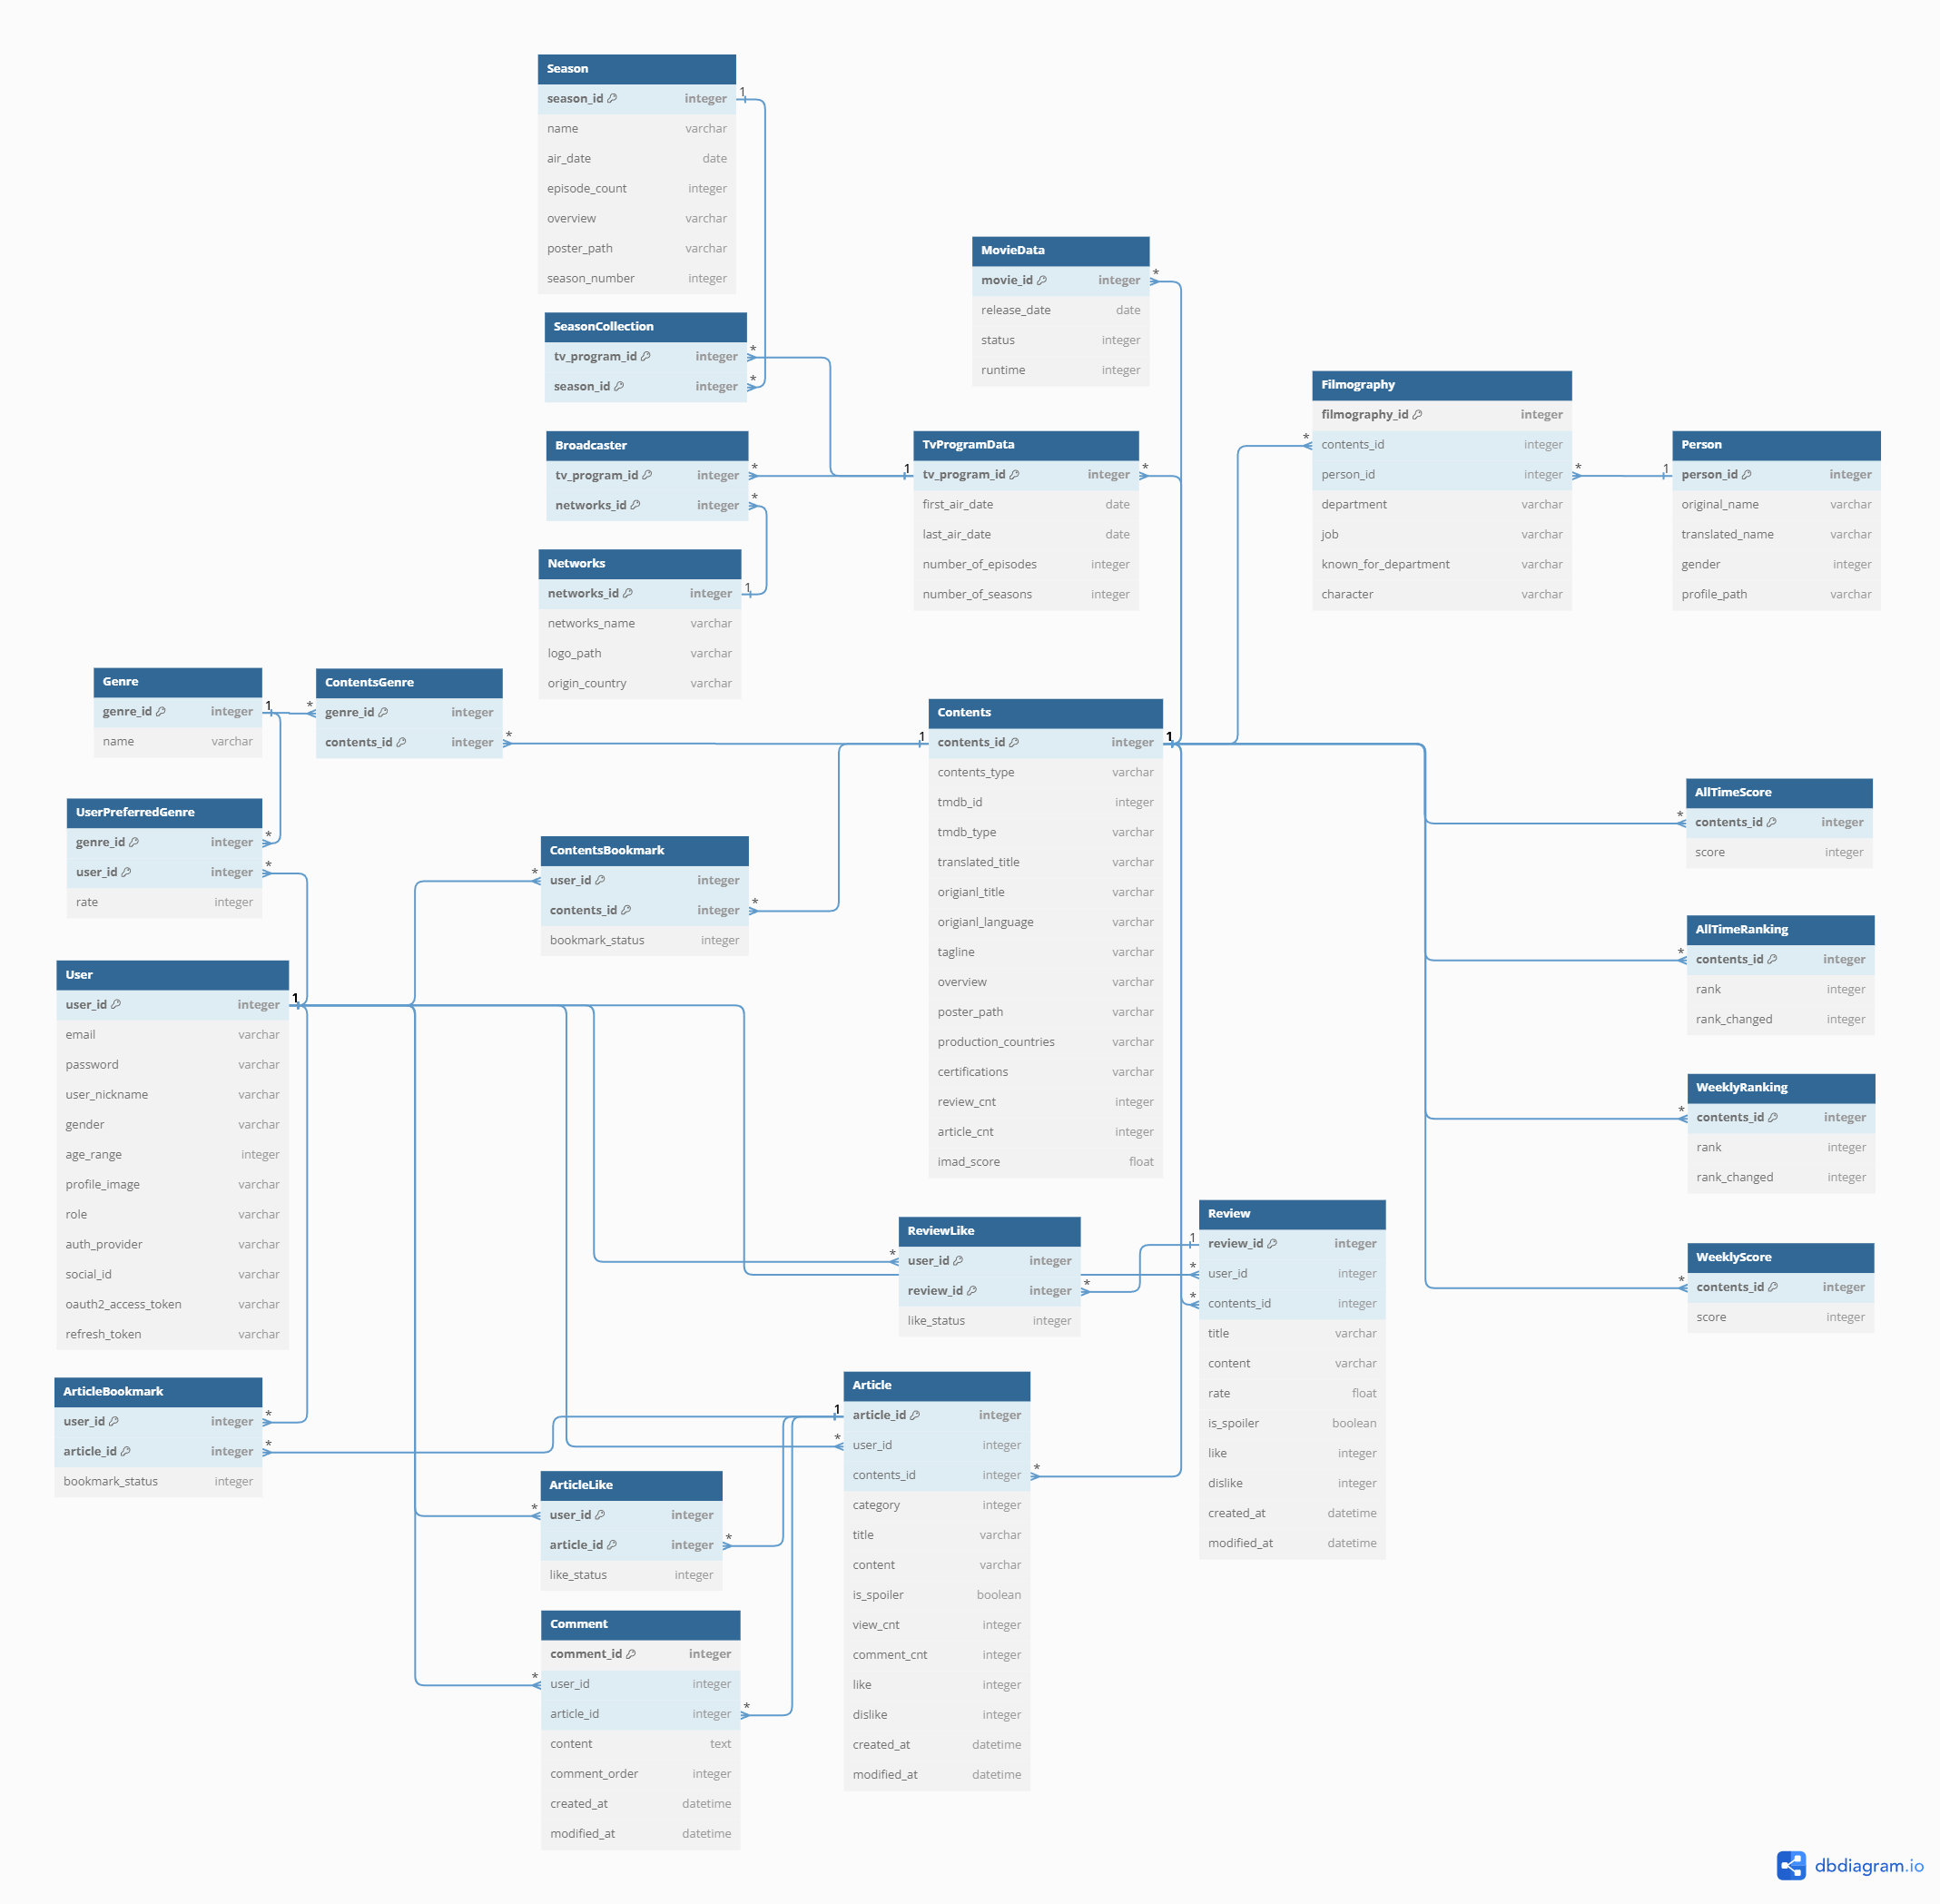 Season
season_id integer
name varchar
air_date date
episode_count integer
overview varchar
poster_path varchar
season_number integer
SeasonCollection
tv_program_id integer
season_id integer
Broadcaster
tv_program_id integer
networks_id integer
Networks
networks_id integer
networks_name varchar
logo_path varchar
origin_country varchar
MovieData
movie_id integer
release_date date
status integer
runtime integer
TvProgramData
tv_program_id integer
first_air_date date
last_air_date date
number_of_episodes integer
number_of_seasons integer
Filmography
filmography_id integer
contents_id integer
person_id integer
department varchar
job varchar
known_for_department varchar
character varchar
Person
person_id integer
original_name varchar
translated_name varchar
gender integer
profile_path varchar
Genre
genre_id integer
name varchar
ContentsGenre
genre_id integer
contents_id integer
UserPreferredGenre
genre_id integer
user_id integer
rate integer
ContentsBookmark
user_id integer
contents_id integer
bookmark_status integer
Contents
contents_id integer
contents_type varchar
tmdb_id integer
tmdb_type varchar
translated_title varchar
origianl_title varchar
origianl_language varchar
tagline varchar
overview varchar
poster_path varchar
production_countries varchar
certifications varchar
review_cnt integer
article_cnt integer
imad_score float
AllTimeScore
contents_id integer
score integer
AllTimeRanking
contents_id integer
rank integer
rank_changed integer
WeeklyRanking
contents_id integer
rank integer
rank_changed integer
WeeklyScore
contents_id integer
score integer
User
user_id integer
email varchar
password varchar
user_nickname varchar
gender varchar
age_range integer
profile_image varchar
role varchar
auth_provider varchar
social_id varchar
oauth2_access_token varchar
refresh_token varchar
ReviewLike
user_id integer
review_id integer
like_status integer
Review
review_id integer
user_id integer
contents_id integer
title varchar
content varchar
rate float
is_spoiler boolean
like integer
dislike integer
created_at datetime
modified_at datetime
ArticleBookmark
user_id integer
article_id integer
bookmark_status integer
ArticleLike
user_id integer
article_id integer
like_status integer
Article
article_id integer
user_id integer
contents_id integer
category integer
title varchar
content varchar
is_spoiler boolean
view_cnt integer
comment_cnt integer
like integer
dislike integer
created_at datetime
modified_at datetime
Comment
comment_id integer
user_id integer
article_id integer
content text
comment_order integer
created_at datetime
modified_at datetime
dbdiagram.io